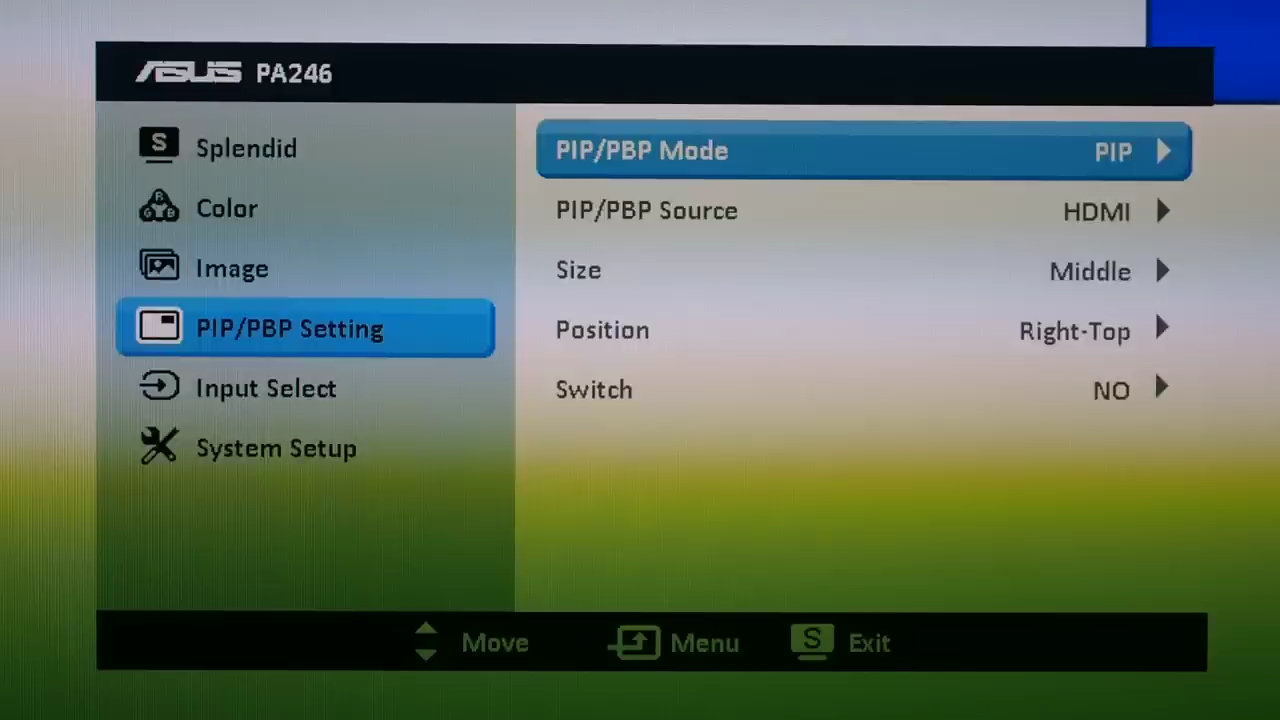 ASUS PA246
Splendid
Color
Image
PIP/PBP Setting
Input Select
System Setup
PIP/PBP Mode PIP
PIP/PBP Source HDMI
Size Middle
Position Right-Top
Switch NO
Move Menu S Exit